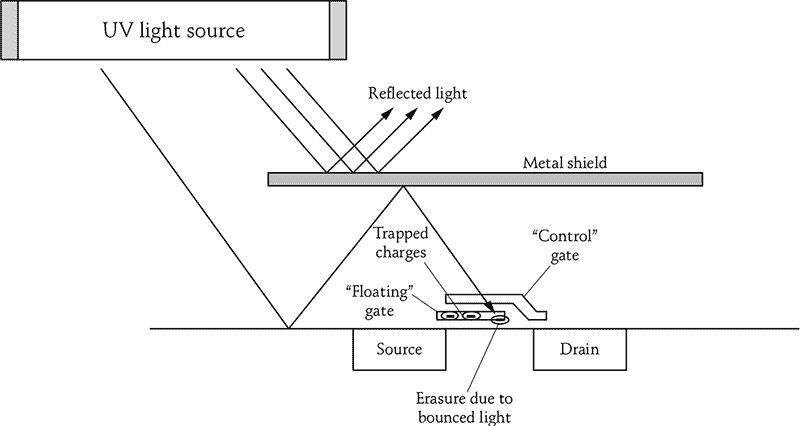 UV light source
Reflected light
Metal shield
Trapped
charges
“Control”
gate
“Floating”
gate
Source
Drain
Erasure due to
bounced light